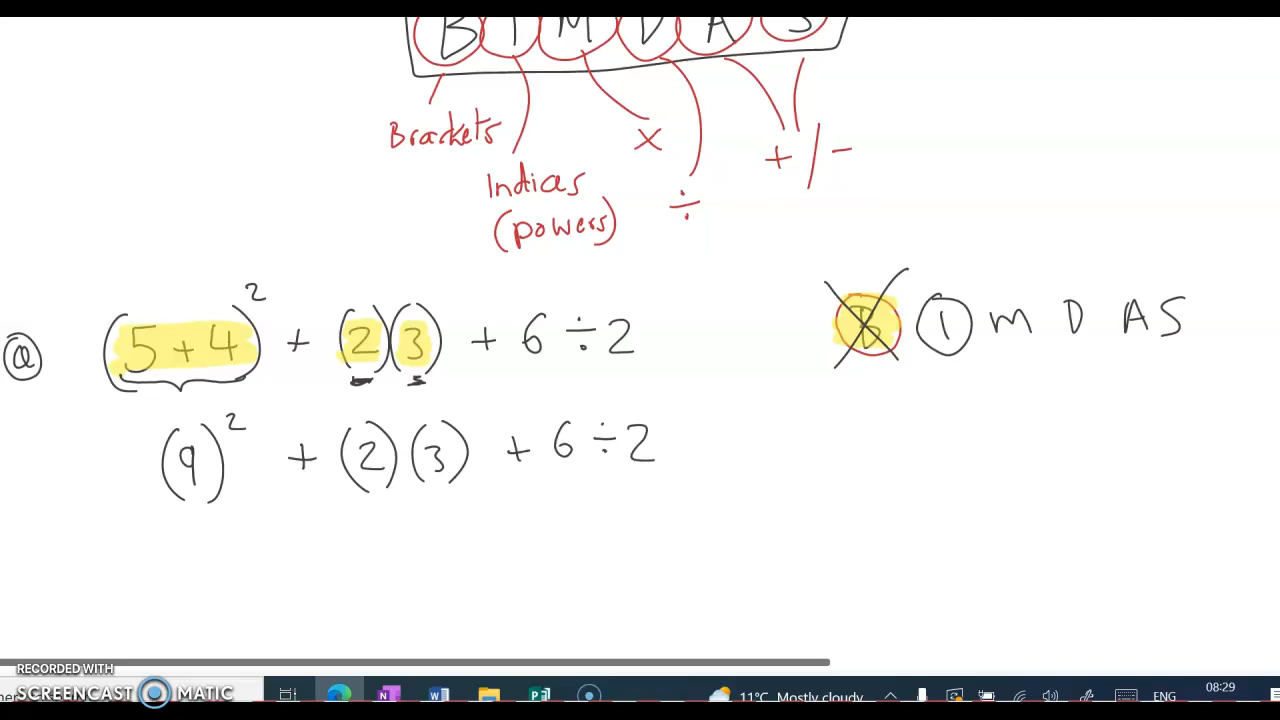 B I M D A S
Brackets
Indices
(powers)
×
÷
+ / -
ⓐ (5 + 4)² + (2)(3) + 6 ÷ 2
B I M D A S
(9)² + (2)(3) + 6 ÷ 2
RECORDED WITH
SCREENCAST MATIC
11°C Mostly cloudy
ENG
08:29